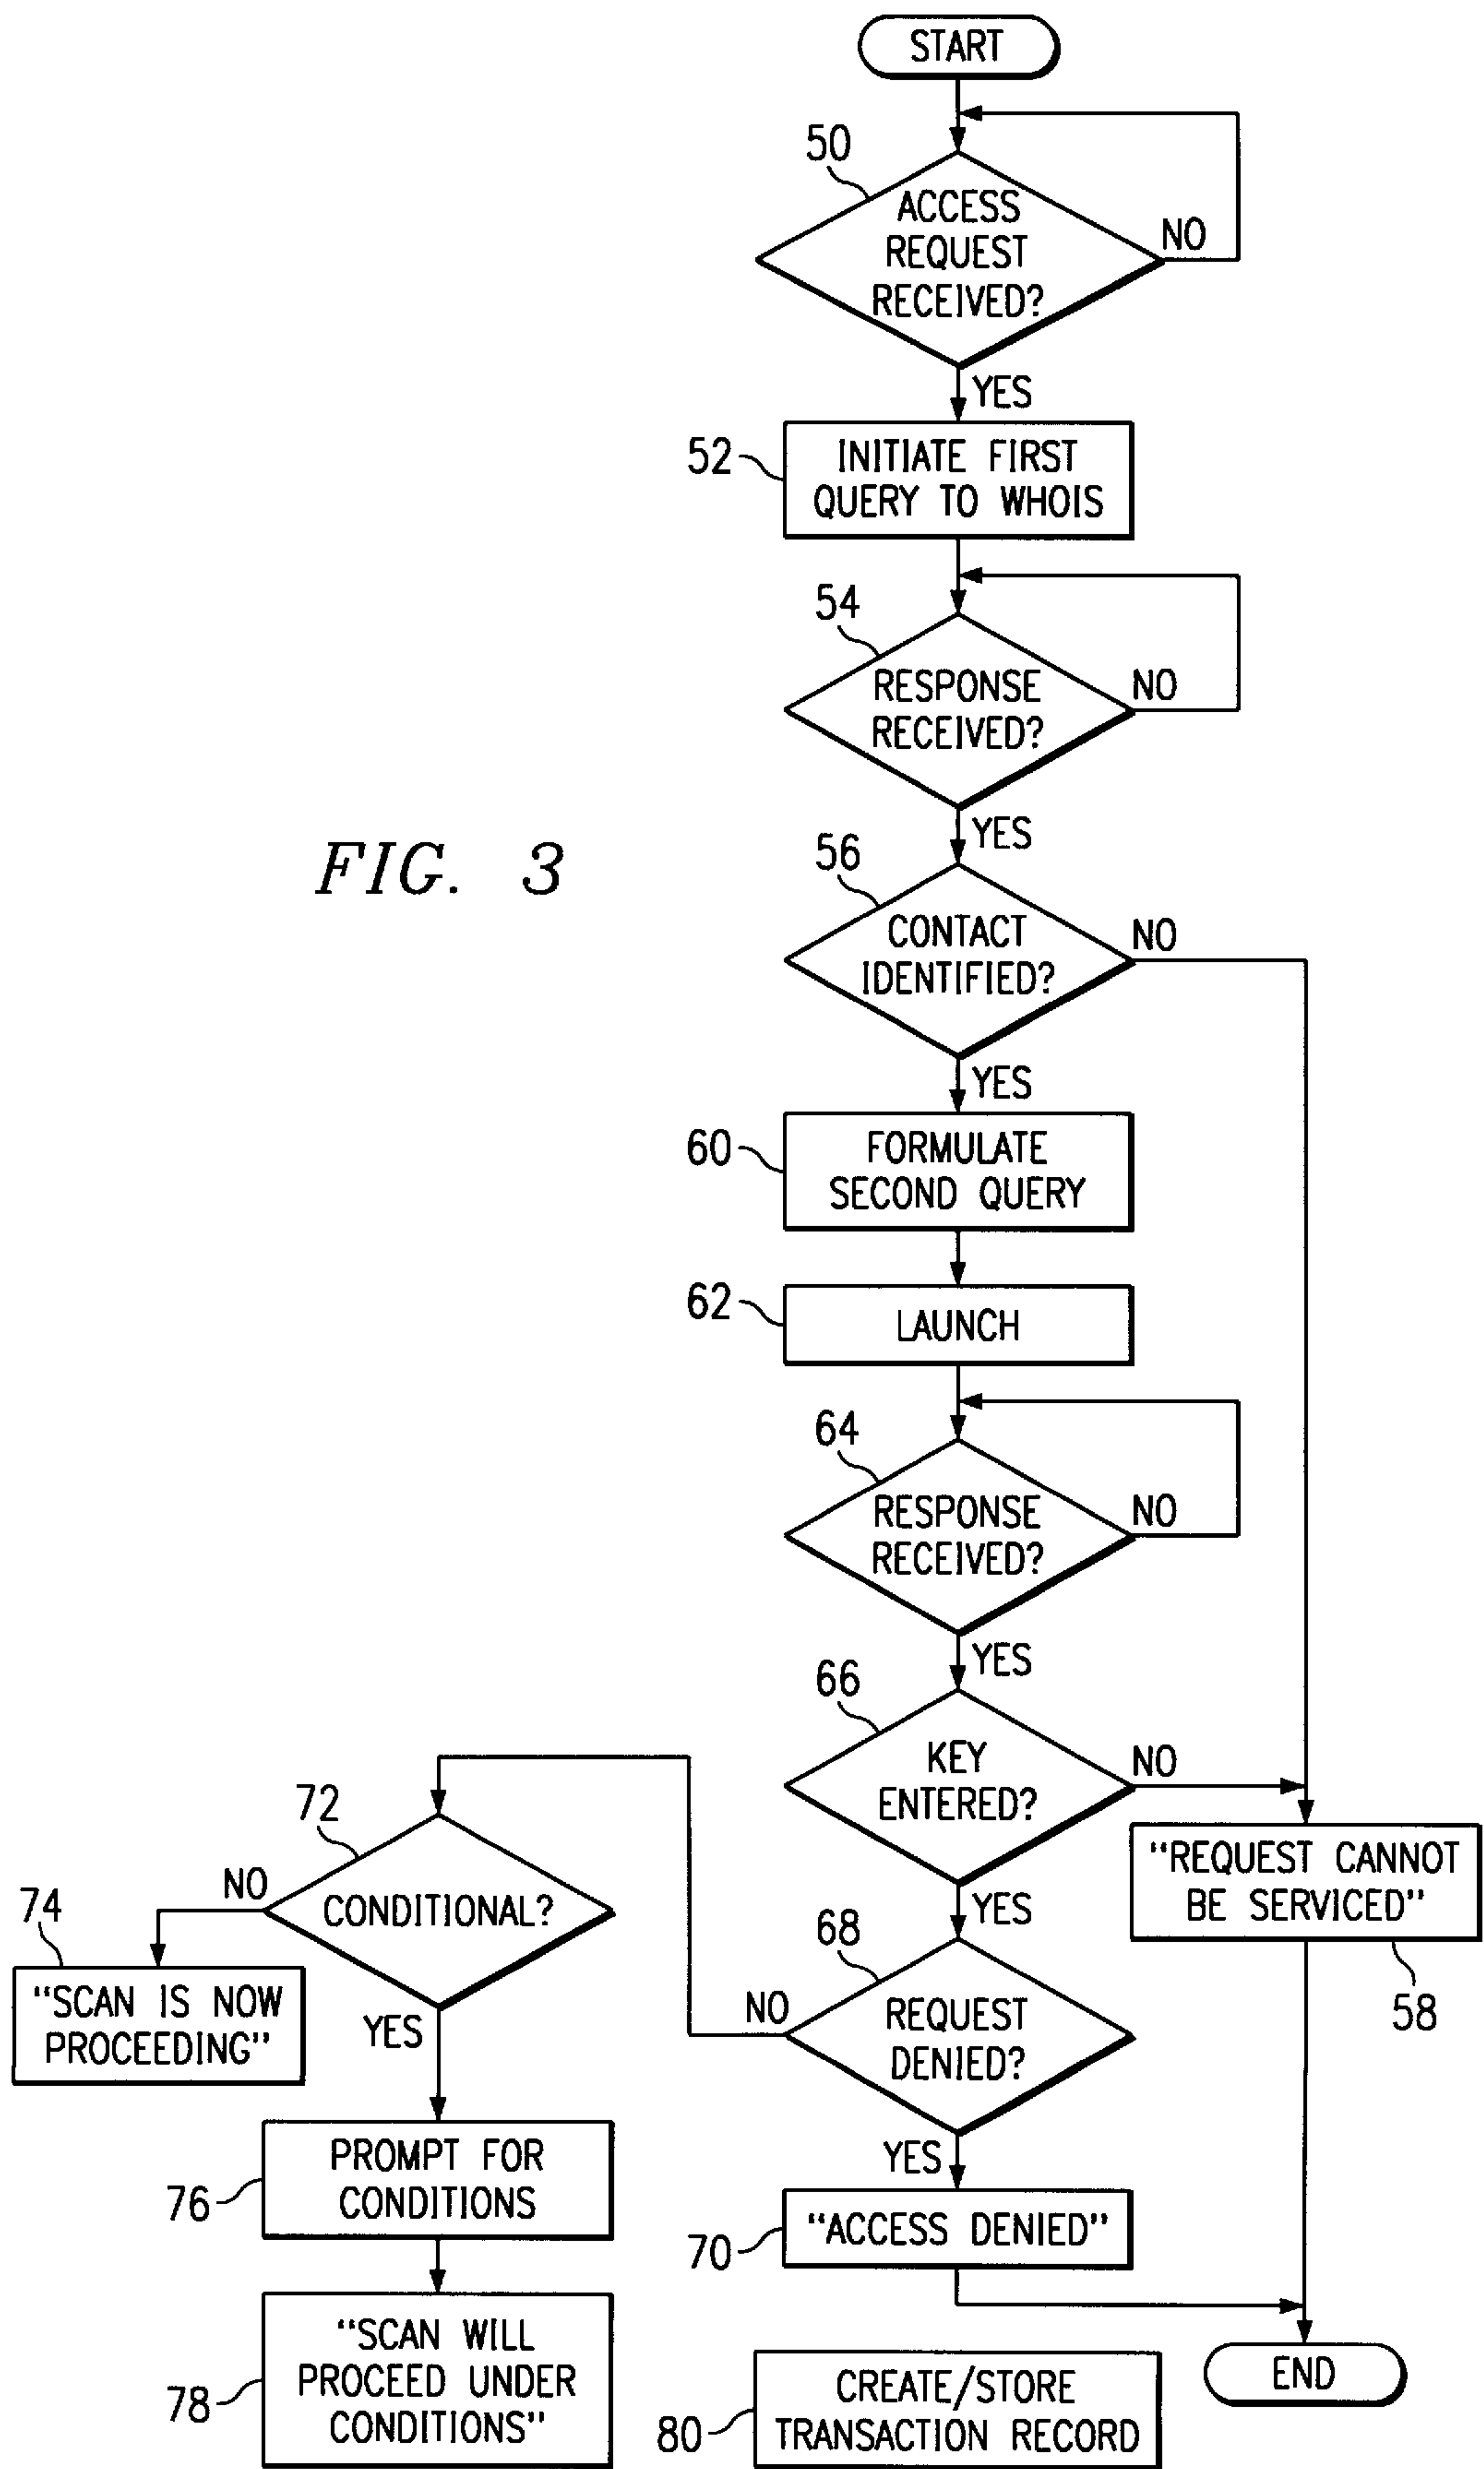 START
50
ACCESS
REQUEST
RECEIVED?
NO
YES
52
INITIATE FIRST
QUERY TO WHOIS
54
RESPONSE
RECEIVED?
NO
YES
FIG. 3
56
CONTACT
IDENTIFIED?
NO
YES
60
FORMULATE
SECOND QUERY
62
LAUNCH
64
RESPONSE
RECEIVED?
NO
YES
66
KEY
ENTERED?
NO
YES
"REQUEST CANNOT
BE SERVICED"
58
68
REQUEST
DENIED?
NO
YES
72
CONDITIONAL?
NO
YES
74
"SCAN IS NOW
PROCEEDING"
76
PROMPT FOR
CONDITIONS
70
"ACCESS DENIED"
78
"SCAN WILL
PROCEED UNDER
CONDITIONS"
80
CREATE/STORE
TRANSACTION RECORD
END